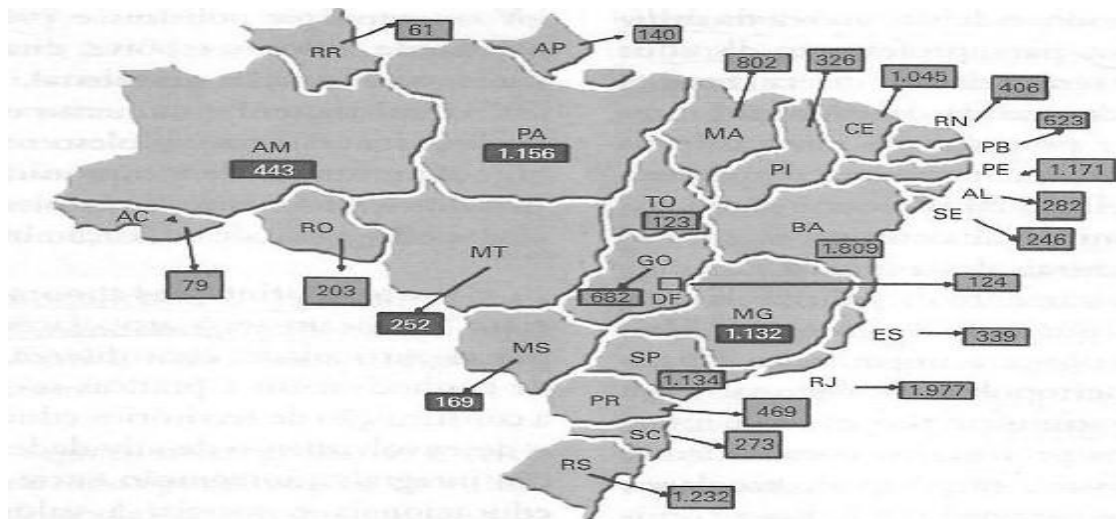 RR
61
AP
140
802
326
1.045
406
RN
523
PB
1.171
PE
AL
282
SE
246
AM
443
PA
1.156
MA
PI
CE
TO
123
BA
1.809
AC
79
RO
203
MT
252
GO
682
DF
124
MG
1.132
ES
339
MS
169
SP
1.134
RJ
1.977
PR
469
SC
273
RS
1.232